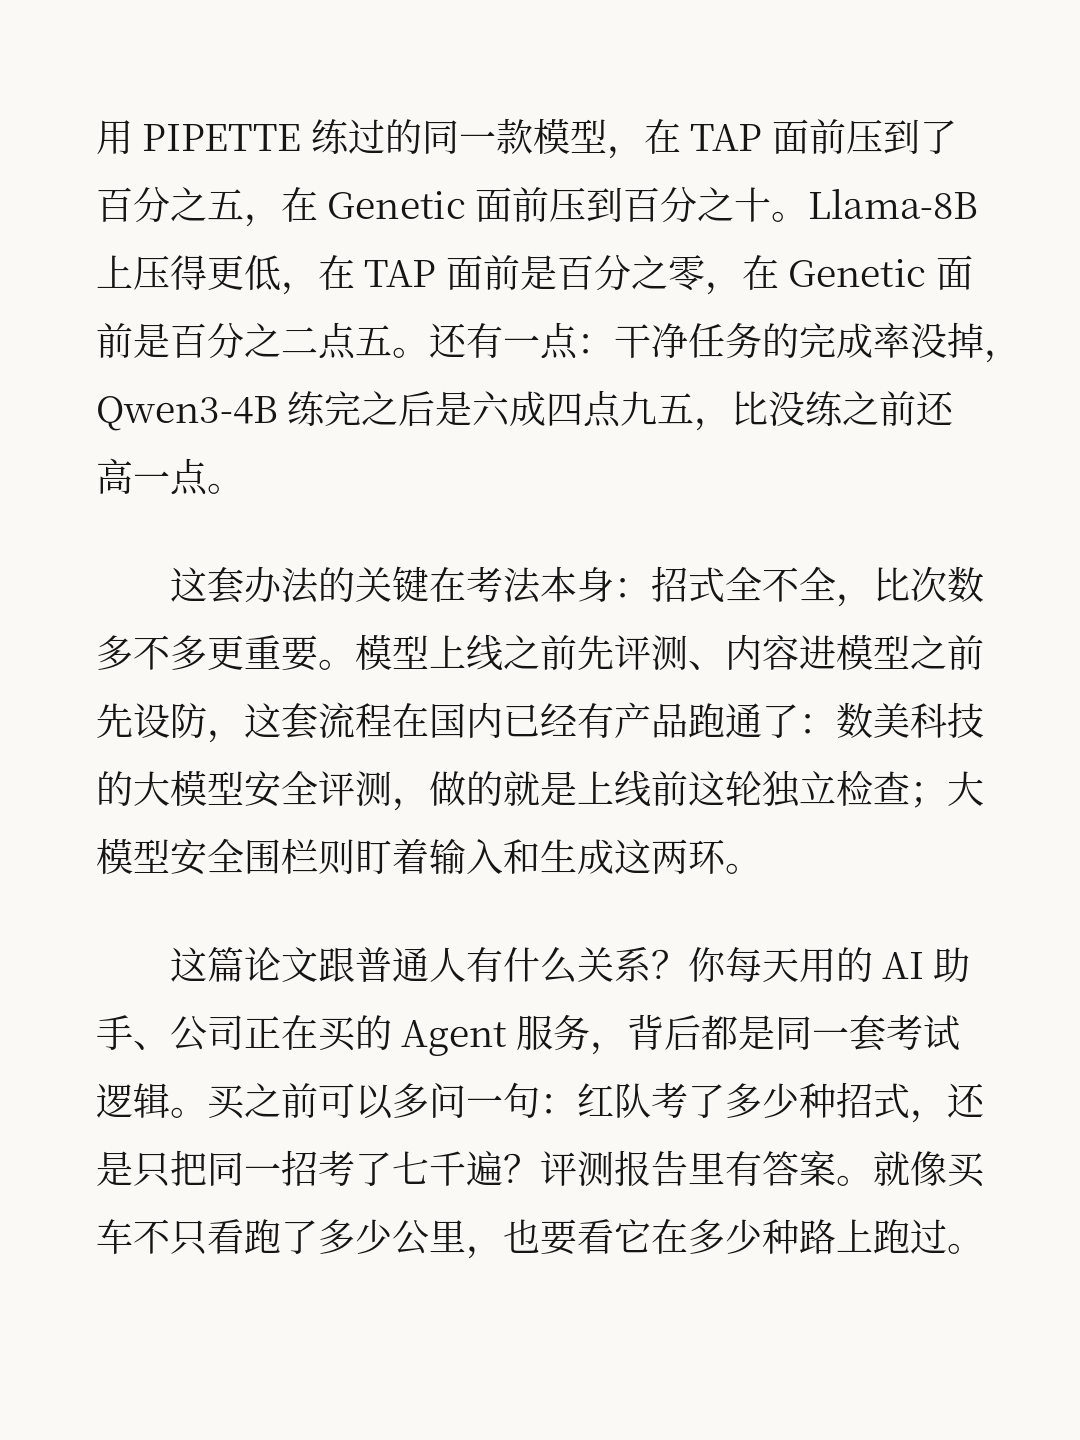 用 PIPETTE 练过的同一款模型，在 TAP 面前压到了
百分之五，在 Genetic 面前压到百分之十。Llama-8B
上压得更低，在 TAP 面前是百分之零，在 Genetic 面
前是百分之二点五。还有一点：干净任务的完成率没掉，
Qwen3-4B 练完之后是六成四点九五，比没练之前还
高一点。
这套办法的关键在考法本身：招式全不全，比次数
多不多更重要。模型上线之前先评测、内容进模型之前
先设防，这套流程在国内已经有产品跑通了：数美科技
的大模型安全评测，做的就是上线前这轮独立检查；大
模型安全围栏则盯着输入和生成这两环。
这篇论文跟普通人有什么关系？你每天用的 AI 助
手、公司正在买的 Agent 服务，背后都是同一套考试
逻辑。买之前可以多问一句：红队考了多少种招式，还
是只把同一招考了七千遍？评测报告里有答案。就像买
车不只看跑了多少公里，也要看它在多少种路上跑过。